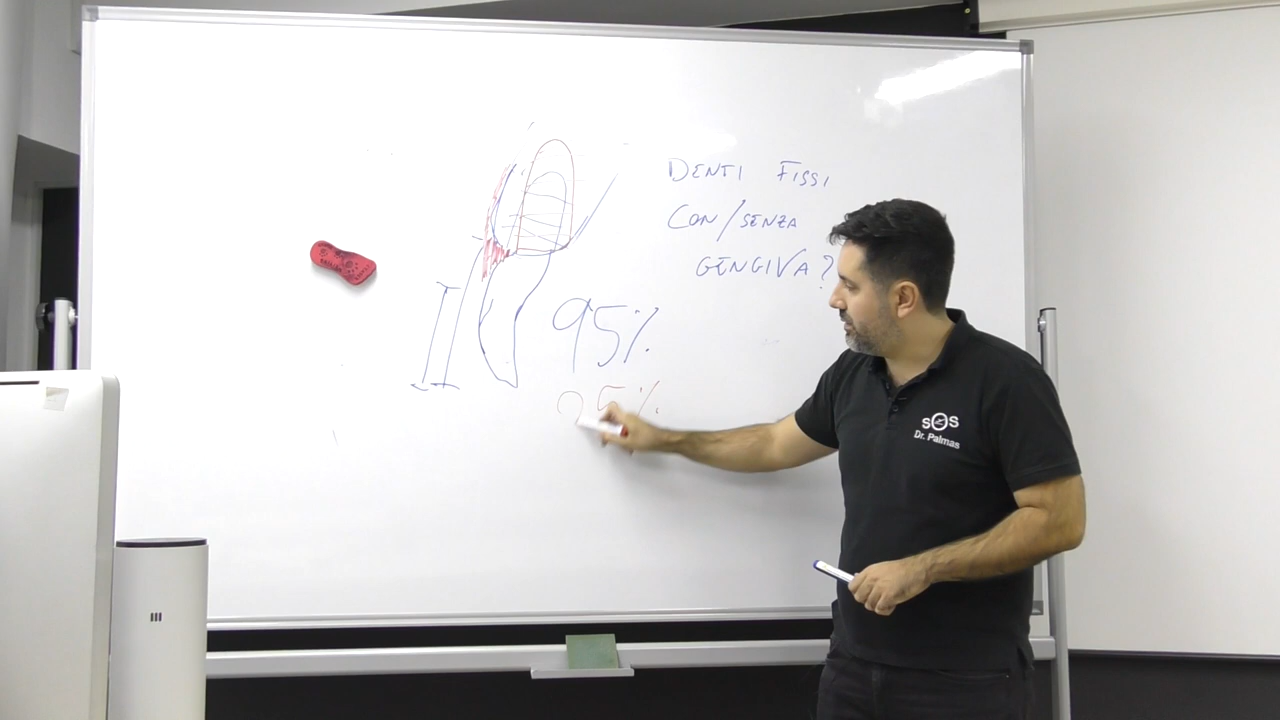 DENTI FISSI
CON/SENZA
GENGIVA?
95%
25%
SOS
Dr. Palmas